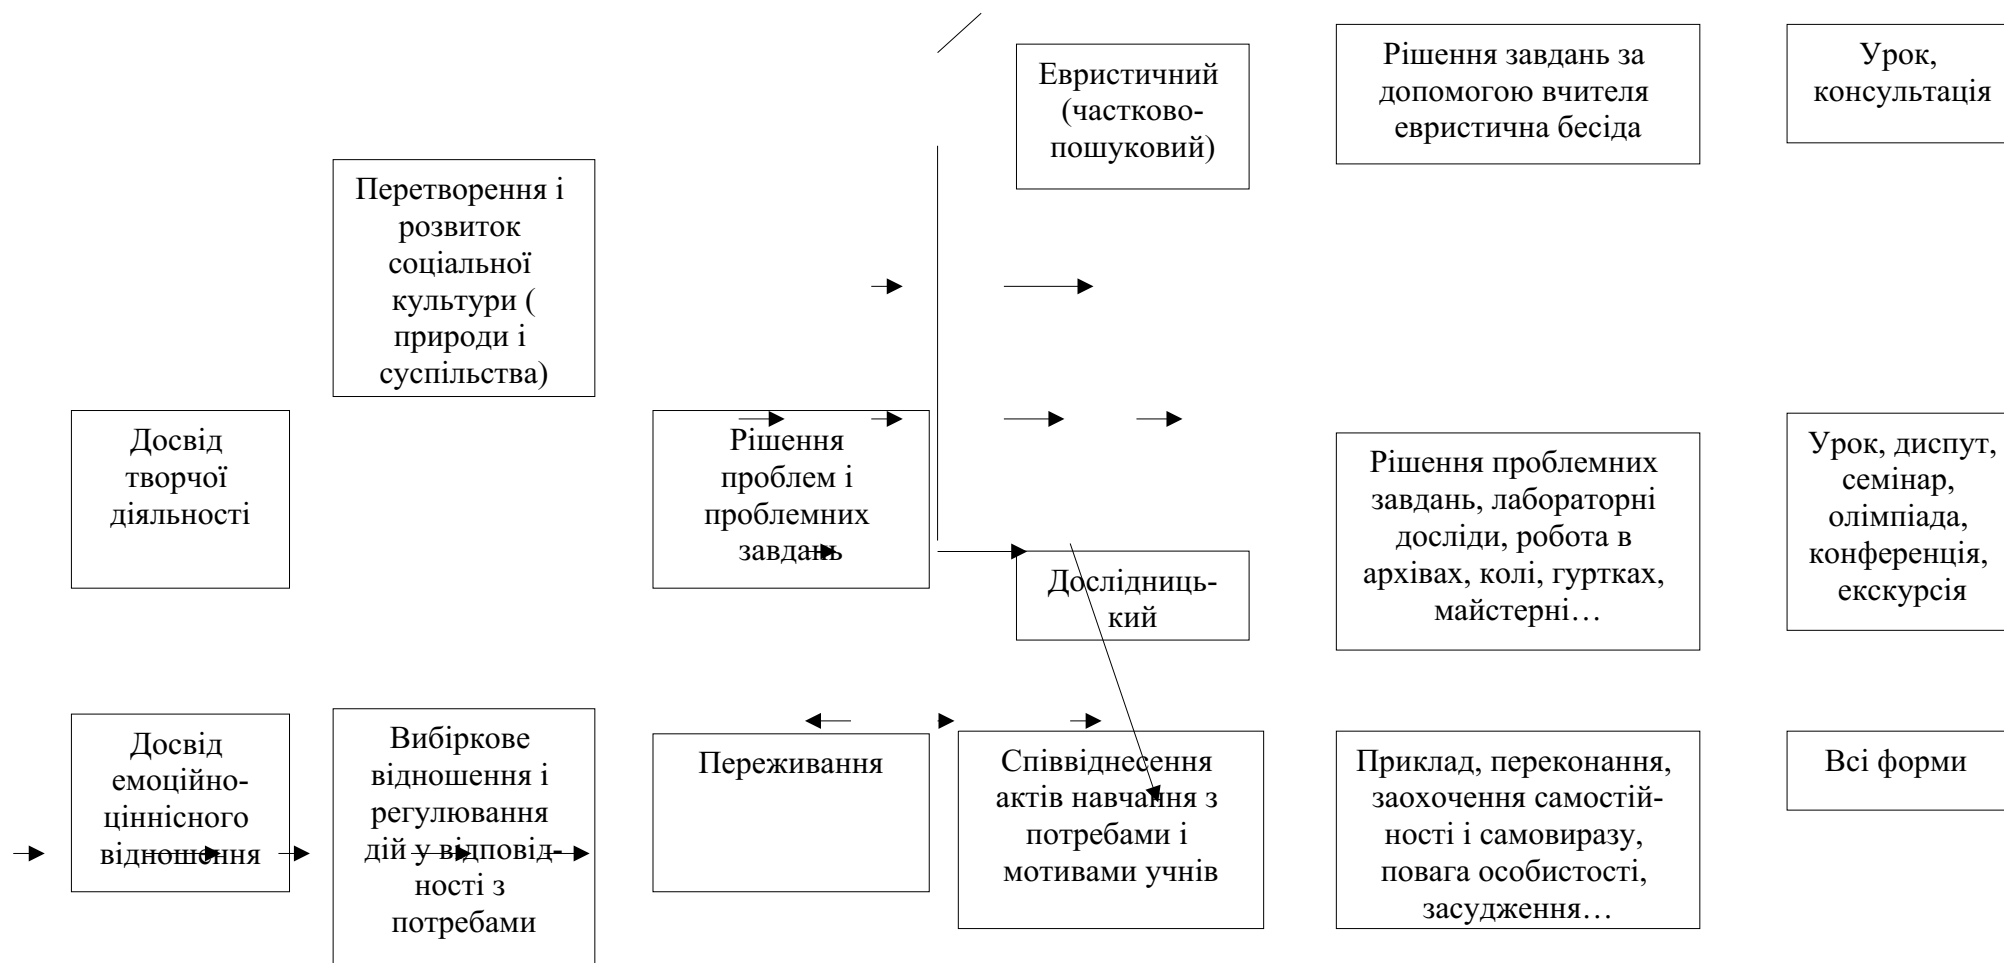 Евристичний
(частково-
пошуковий)
Рішення завдань за
допомогою вчителя
евристична бесіда
Урок,
консультація
Перетворення і
розвиток
соціальної
культури (
природи і
суспільства)
Досвід
творчої
діяльності
Рішення
проблем і
проблемних
завдань
Дослідниць-
кий
Рішення проблемних
завдань, лабораторні
досліди, робота в
архівах, колі, гуртках,
майстерні…
Урок, диспут,
семінар,
олімпіада,
конференція,
екскурсія
Досвід
емоційно-
ціннісного
відношення
Вибіркове
відношення і
регулювання
дій у відповід-
ності з
потребами
Переживання
Співвіднесення
актів навчання з
потребами і
мотивами учнів
Приклад, переконання,
заохочення самостій-
ності і самовиразу,
повага особистості,
засудження…
Всі форми